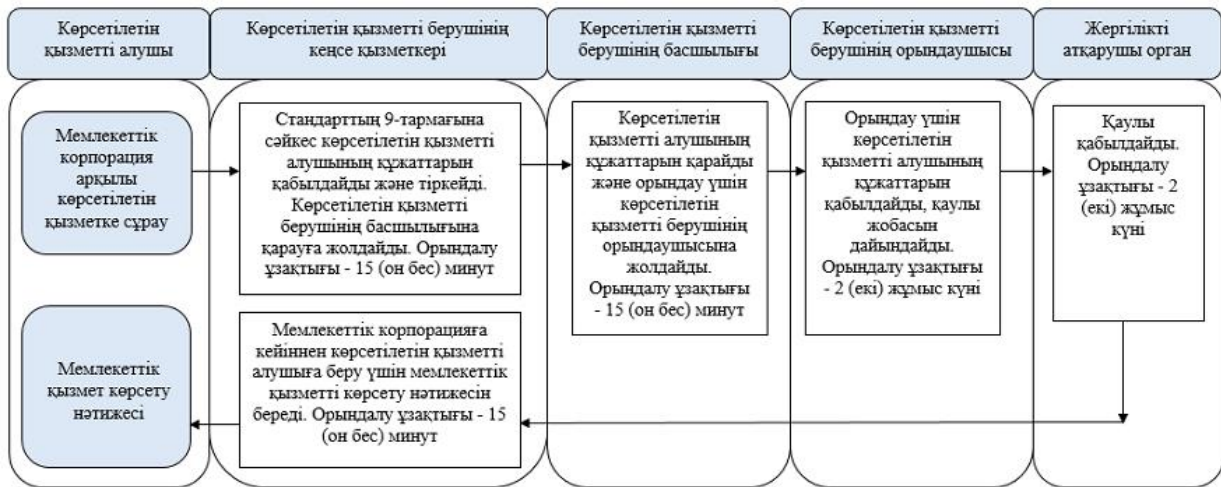 Көрсетілетін
қызметті алушы
Көрсетілетін қызметті берушінің
кеңсе қызметкері
Көрсетілетін қызметті
берушінің басшылығы
Көрсетілетін қызметті
берушінің орындаушысы
Жергілікті
атқарушы орган
Мемлекеттік
корпорация
арқылы
көрсетілетін
қызметке сұрау
Стандарттың 9-тармағына
сәйкес көрсетілетін қызметті
алушының құжаттарын
қабылдайды және тіркейді.
Көрсетілетін қызметті
берушінің басшылығына
қарауға жолдайды. Орындалу
ұзақтығы - 15 (он бес) минут
Көрсетілетін
қызметті алушының
құжаттарын қарайды
және орындау үшін
көрсетілетін
қызметті берушінің
орындаушысына
жолдайды.
Орындалу ұзақтығы
- 15 (он бес) минут
Орындау үшін
көрсетілетін
қызметті алушының
құжаттарын
қабылдайды, қаулы
жобасын
дайындайды.
Орындалу ұзақтығы
- 2 (екі) жұмыс күні
Қаулы
қабылдайды.
Орындалу
ұзақтығы - 2
(екі) жұмыс
күні
Мемлекеттік
қызмет көрсету
нәтижесі
Мемлекеттік корпорацияға
кейіннен көрсетілетін қызметті
алушыға беру үшін мемлекеттік
қызметті көрсету нәтижесін
береді. Орындалу ұзақтығы - 15
(он бес) минут